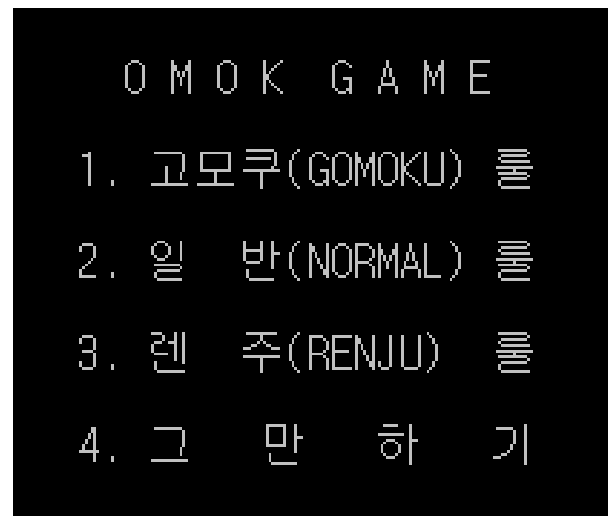 O M O K  G A M E
1. 고모쿠(GOMOKU) 룰
2. 일  반(NORMAL) 룰
3. 렌  주(RENJU)  룰
4. 그  만  하  기